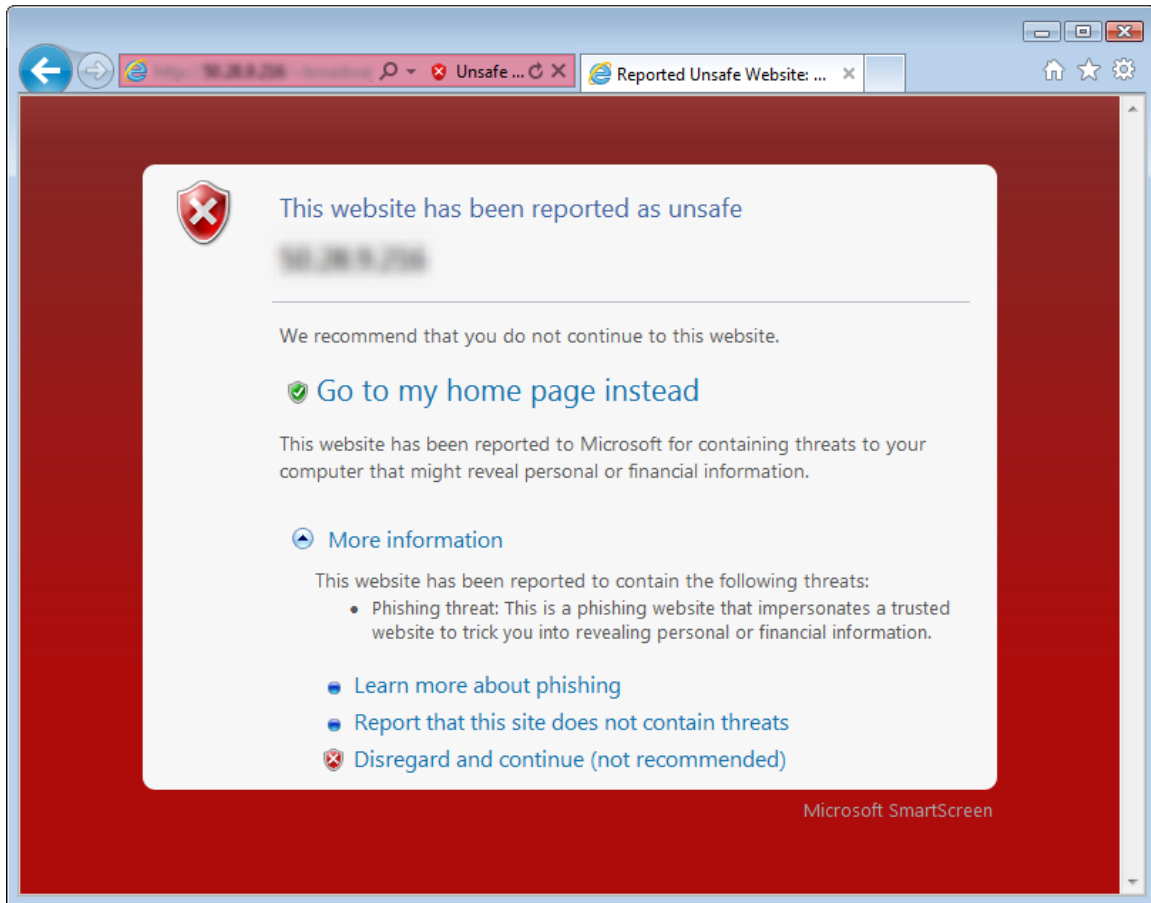 Unsafe ...
Reported Unsafe Website: ...
This website has been reported as unsafe
We recommend that you do not continue to this website.
Go to my home page instead
This website has been reported to Microsoft for containing threats to your
computer that might reveal personal or financial information.
More information
This website has been reported to contain the following threats:
• Phishing threat: This is a phishing website that impersonates a trusted
website to trick you into revealing personal or financial information.
Learn more about phishing
Report that this site does not contain threats
Disregard and continue (not recommended)
Microsoft SmartScreen